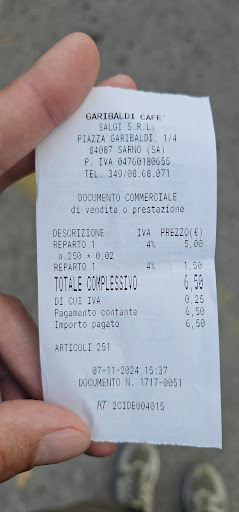 GARIBALDI CAFE'
SALGI S.R.L.
PIAZZA GARIBALDI, 1/4
84087 SARNO (SA)
P. IVA 04760180655
TEL. 349/08.68.071
DOCUMENTO COMMERCIALE
di vendita o prestazione
DESCRIZIONE IVA PREZZO(€)
REPARTO 1 4% 5,00
n.250 * 0,02
REPARTO 1 4% 1,50
TOTALE COMPLESSIVO 6,50
DI CUI IVA 0,25
Pagamento contante 6,50
Importo pagato 6,50
ARTICOLI 251
07-11-2024 15:37
DOCUMENTO N. 1717-0051
RT 2CIDE004015